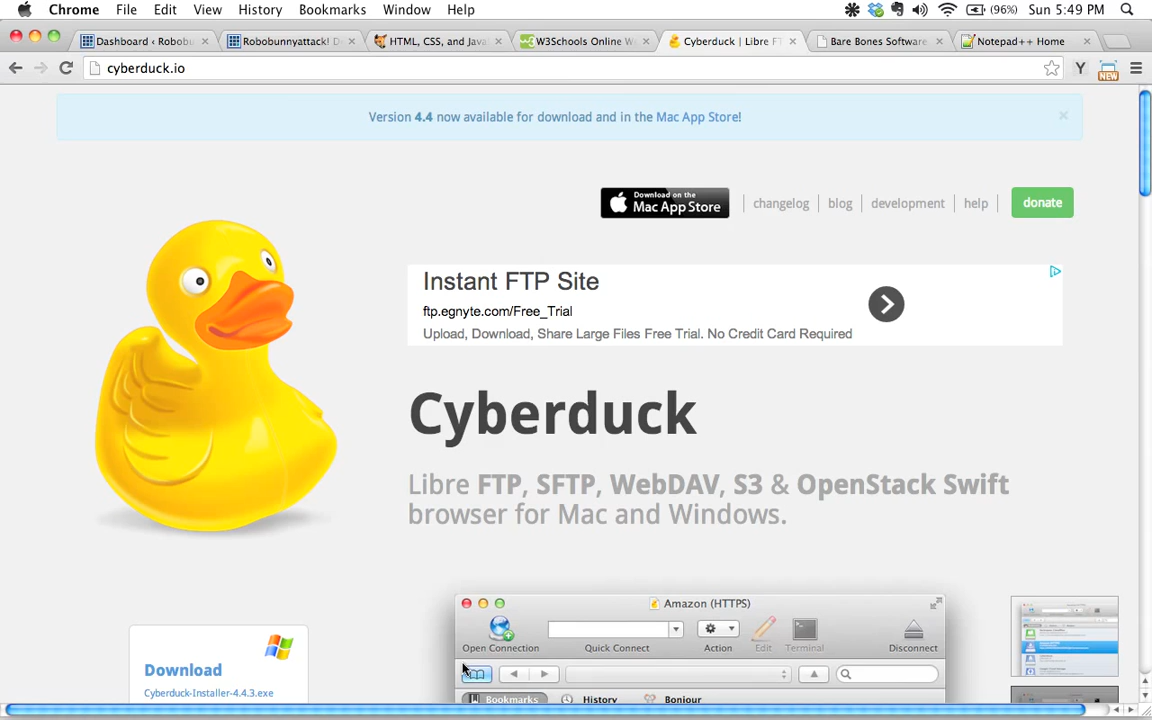 Chrome File Edit View History Bookmarks Window Help (96%) Sun 5:49 PM
Dashboard ‹ Robob Robobunnyattack! D HTML, CSS, and Java W3Schools Online W Cyberduck | Libre F Bare Bones Software Notepad++ Home
cyberduck.io Y NEW
Version 4.4 now available for download and in the Mac App Store!
Download on the
Mac App Store changelog blog development help donate
Instant FTP Site
ftp.egnyte.com/Free_Trial
Upload, Download, Share Large Files Free Trial. No Credit Card Required
Cyberduck
Libre FTP, SFTP, WebDAV, S3 & OpenStack Swift
browser for Mac and Windows.
Amazon (HTTPS)
Open Connection Quick Connect Action Edit Terminal Disconnect
Download
Cyberduck-Installer-4.4.3.exe
Bookmarks History Bonjour